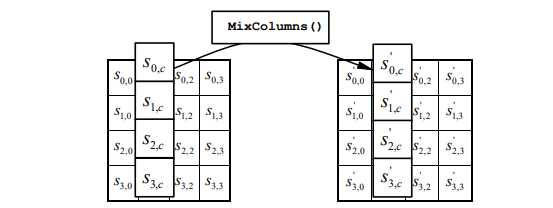 MixColumns()
s0,c s'0,c
s0,0 s0,2 s0,3 s'0,0 s'0,2 s'0,3
s1,c s'1,c
s1,0 s1,2 s1,3 s'1,0 s'1,2 s'1,3
s2,c s'2,c
s2,0 s2,2 s2,3 s'2,0 s'2,2 s'2,3
s3,c s'3,c
s3,0 s3,2 s3,3 s'3,0 s'3,2 s'3,3